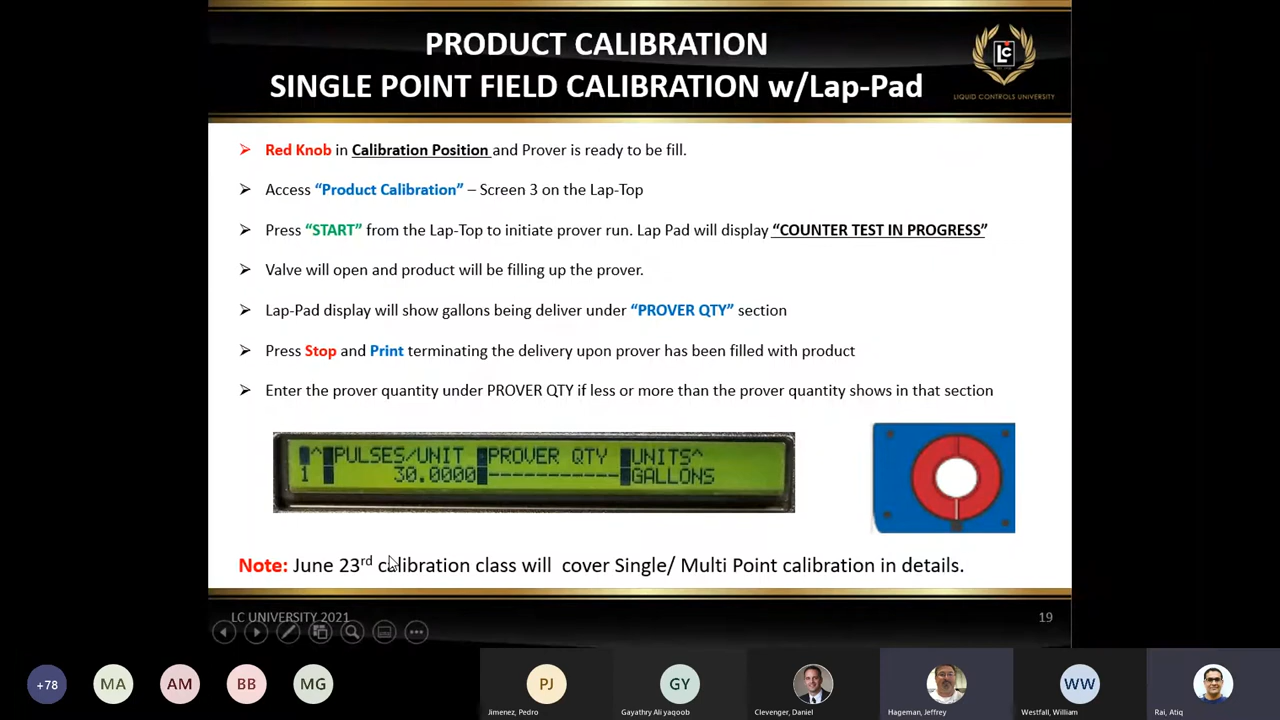 PRODUCT CALIBRATION
SINGLE POINT FIELD CALIBRATION w/Lap-Pad
LC
LIQUID CONTROLS UNIVERSITY
Red Knob in Calibration Position and Prover is ready to be fill.
Access “Product Calibration” – Screen 3 on the Lap-Top
Press “START” from the Lap-Top to initiate prover run. Lap Pad will display “COUNTER TEST IN PROGRESS”
Valve will open and product will be filling up the prover.
Lap-Pad display will show gallons being deliver under “PROVER QTY” section
Press Stop and Print terminating the delivery upon prover has been filled with product
Enter the prover quantity under PROVER QTY if less or more than the prover quantity shows in that section
^ PULSES/UNIT PROVER QTY UNITS^
1 30.0000 ------------ GALLONS
Note: June 23rd calibration class will cover Single/ Multi Point calibration in details.
LC UNIVERSITY 2021
19
+78 MA AM BB MG PJ GY WW
Jimenez, Pedro Gayathry Ali yaqoob Clevenger, Daniel Hageman, Jeffrey Westfall, William Rai, Atiq